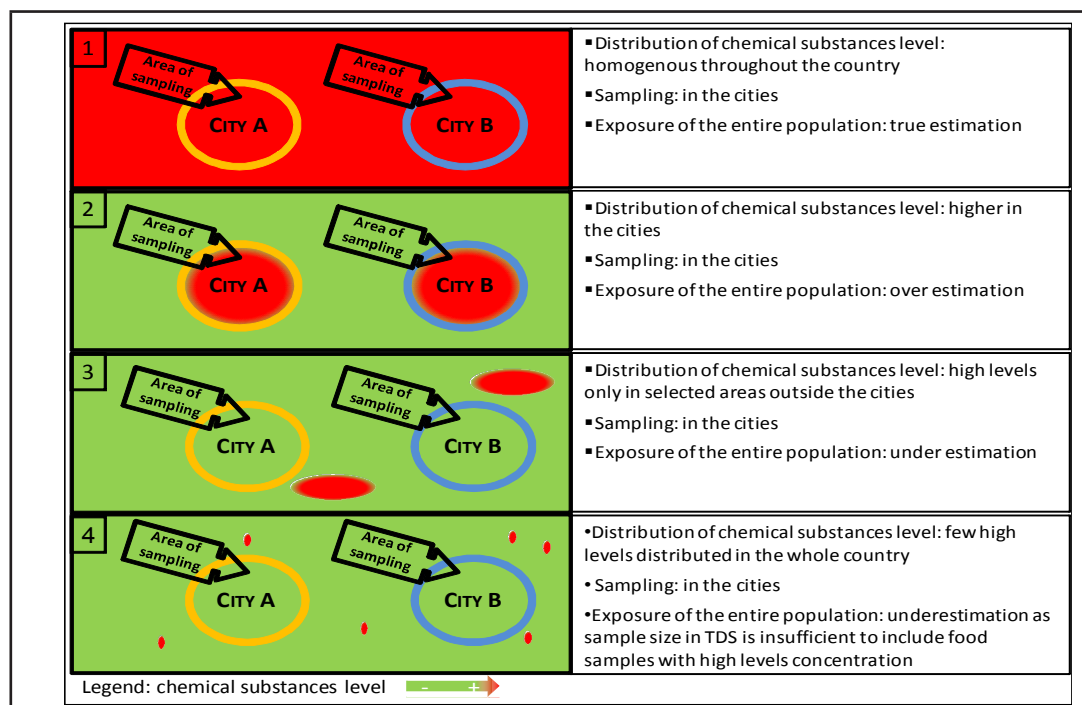 1
Area of
sampling
CITY A
Area of
sampling
CITY B
▪Distribution of chemical substances level:
homogenous throughout the country
▪Sampling: in the cities
▪Exposure of the entire population: true estimation
2
Area of
sampling
CITY A
Area of
sampling
CITY B
▪Distribution of chemical substances level: higher in
the cities
▪Sampling: in the cities
▪Exposure of the entire population: over estimation
3
Area of
sampling
CITY A
Area of
sampling
CITY B
▪Distribution of chemical substances level: high levels
only in selected areas outside the cities
▪Sampling: in the cities
▪Exposure of the entire population: under estimation
4
Area of
sampling
CITY A
Area of
sampling
CITY B
•Distribution of chemical substances level: few high
levels distributed in the whole country
• Sampling: in the cities
•Exposure of the entire population: underestimation as
sample size in TDS is insufficient to include food
samples with high levels concentration
Legend: chemical substances level - +